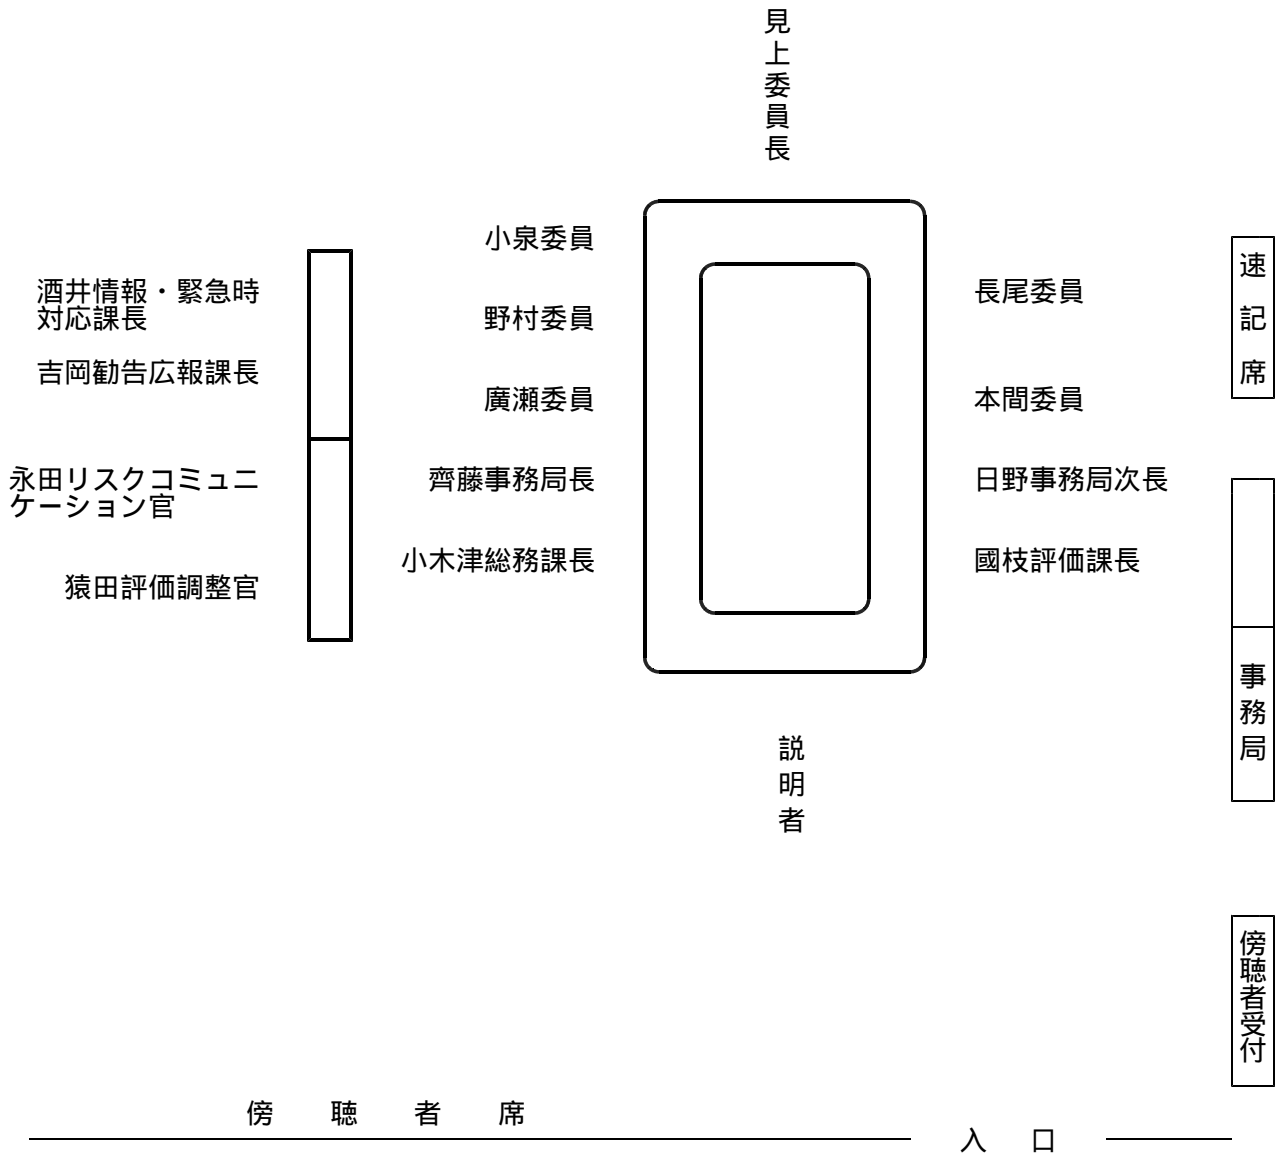 見上委員長
小泉委員
野村委員
廣瀬委員
齊藤事務局長
小木津総務課長
長尾委員
本間委員
日野事務局次長
國枝評価課長
酒井情報・緊急時
対応課長
吉岡勧告広報課長
永田リスクコミュニ
ケーション官
猿田評価調整官
速記席
事務局
説明者
傍聴者受付
傍聴者席
入口